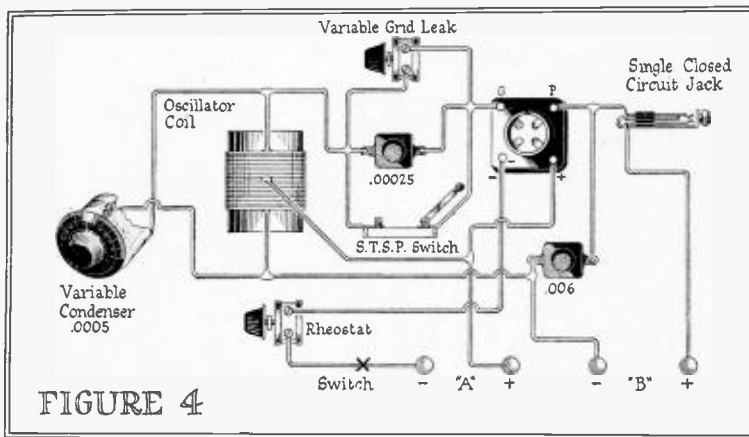 Variable Grid Leak
Single Closed
Circuit Jack
Oscillator
Coil
G P
.00025
- +
S.T.S.P. Switch
.006
Variable
Condenser
.0005
Rheostat
Switch - "A" + - "B" +
FIGURE 4